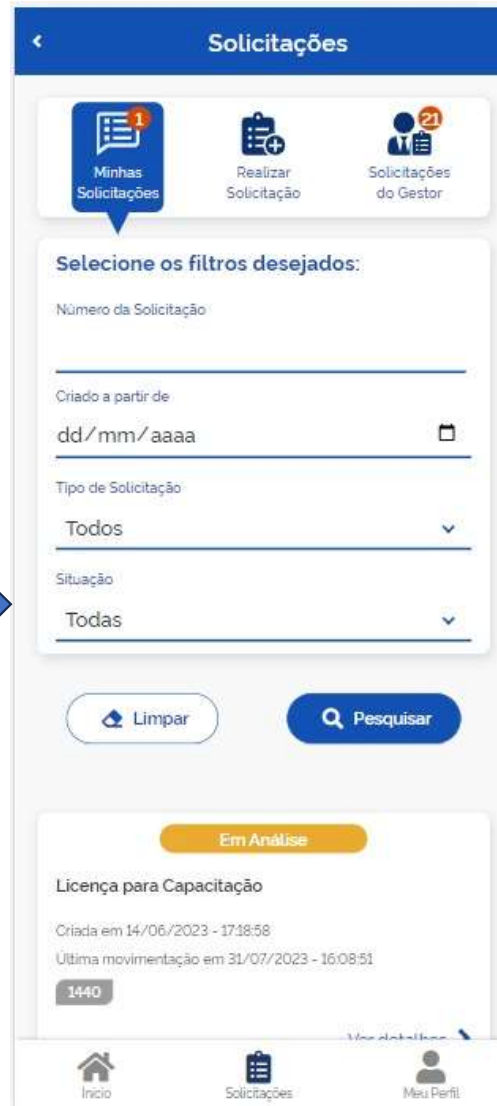 Solicitações
1
21
Minhas
Solicitações
Realizar
Solicitação
Solicitações
do Gestor
Selecione os filtros desejados:
Número da Solicitação
Criado a partir de
dd/mm/aaaa
Tipo de Solicitação
Todos
Situação
Todas
Limpar
Pesquisar
Em Análise
Licença para Capacitação
Criada em 14/06/2023 - 17:18:58
Última movimentação em 31/07/2023 - 16:08:51
1440
Ver detalhes
Início
Solicitações
Meu Perfil